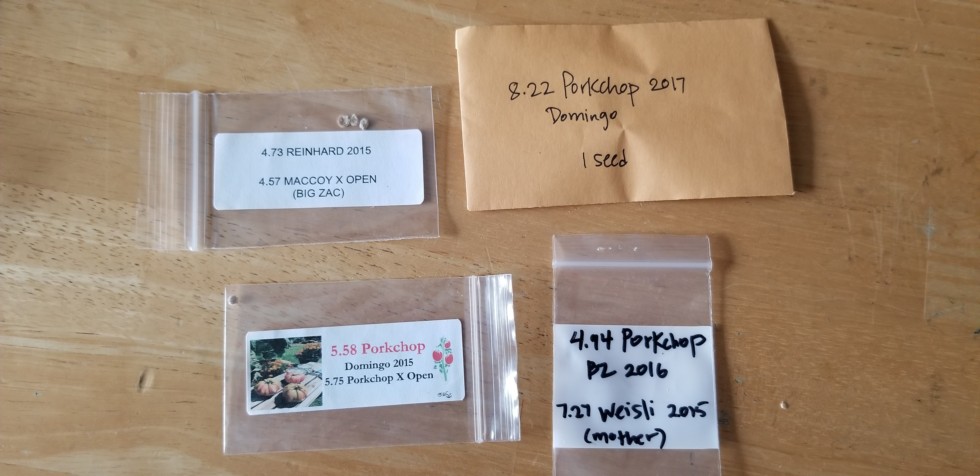 8.22 Porkchop 2017
Domingo
1 seed
4.73 REINHARD 2015
4.57 MACCOY X OPEN
(BIG ZAC)
5.58 Porkchop
Domingo 2015
5.75 Porkchop X Open
4.94 Porkchop
BZ 2016
7.27 Weisli 2015
(mother)